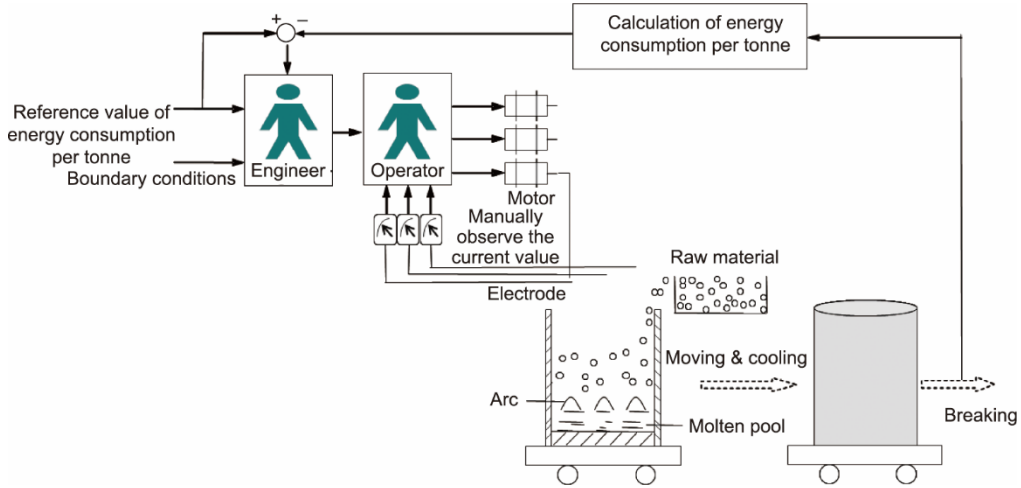 Calculation of energy
consumption per tonne
+
−
Reference value of
energy consumption
per tonne
Boundary conditions
Engineer
Operator
Motor
Manually
observe the
current value
Electrode
Raw material
Moving & cooling
Arc
Molten pool
Breaking